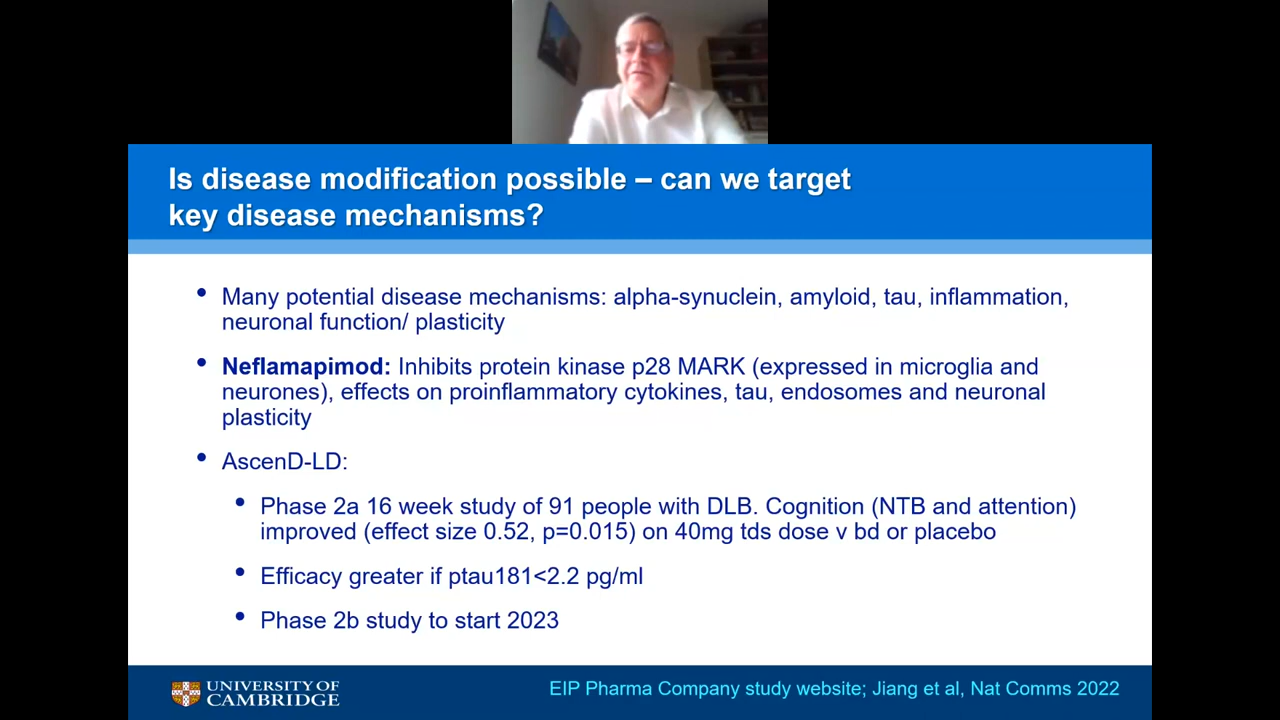 Is disease modification possible – can we target
key disease mechanisms?
• Many potential disease mechanisms: alpha-synuclein, amyloid, tau, inflammation,
neuronal function/ plasticity
• Neflamapimod: Inhibits protein kinase p28 MARK (expressed in microglia and
neurones), effects on proinflammatory cytokines, tau, endosomes and neuronal
plasticity
• AscenD-LD:
• Phase 2a 16 week study of 91 people with DLB. Cognition (NTB and attention)
improved (effect size 0.52, p=0.015) on 40mg tds dose v bd or placebo
• Efficacy greater if ptau181<2.2 pg/ml
• Phase 2b study to start 2023
UNIVERSITY OF
CAMBRIDGE
EIP Pharma Company study website; Jiang et al, Nat Comms 2022